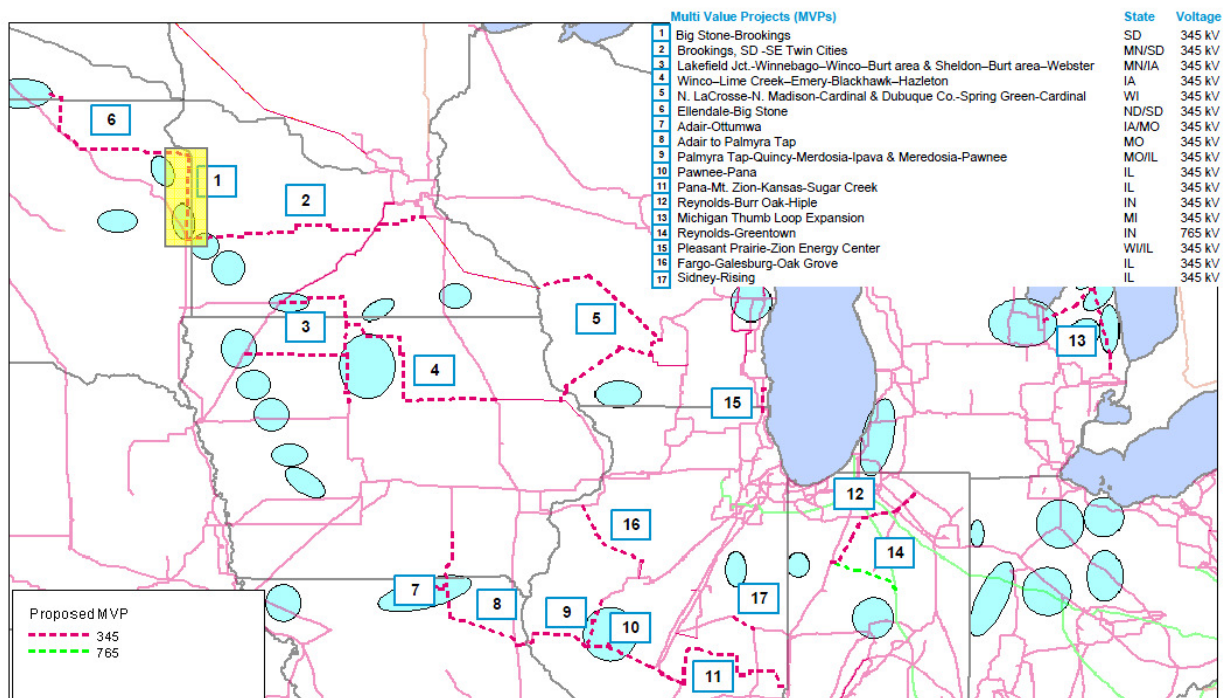 Multi Value Projects (MVPs) State Voltage
1 Big Stone-Brookings SD 345 kV
2 Brookings, SD -SE Twin Cities MN/SD 345 kV
3 Lakefield Jct.-Winnebago–Winco–Burt area & Sheldon–Burt area–Webster MN/IA 345 kV
4 Winco–Lime Creek–Emery-Blackhawk–Hazleton IA 345 kV
5 N. LaCrosse-N. Madison-Cardinal & Dubuque Co.-Spring Green-Cardinal WI 345 kV
6 Ellendale-Big Stone ND/SD 345 kV
7 Adair-Ottumwa IA/MO 345 kV
8 Adair to Palmyra Tap MO 345 kV
9 Palmyra Tap-Quincy-Merdosia-Ipava & Meredosia-Pawnee MO/IL 345 kV
10 Pawnee-Pana IL 345 kV
11 Pana-Mt. Zion-Kansas-Sugar Creek IL 345 kV
12 Reynolds-Burr Oak-Hiple IN 345 kV
13 Michigan Thumb Loop Expansion MI 345 kV
14 Reynolds-Greentown IN 765 kV
15 Pleasant Prairie-Zion Energy Center WI/IL 345 kV
16 Fargo-Galesburg-Oak Grove IL 345 kV
17 Sidney-Rising IL 345 kV
6
1
2
3
5
13
4
15
12
16
14
7
8
9
10
17
11
Proposed MVP
345
765